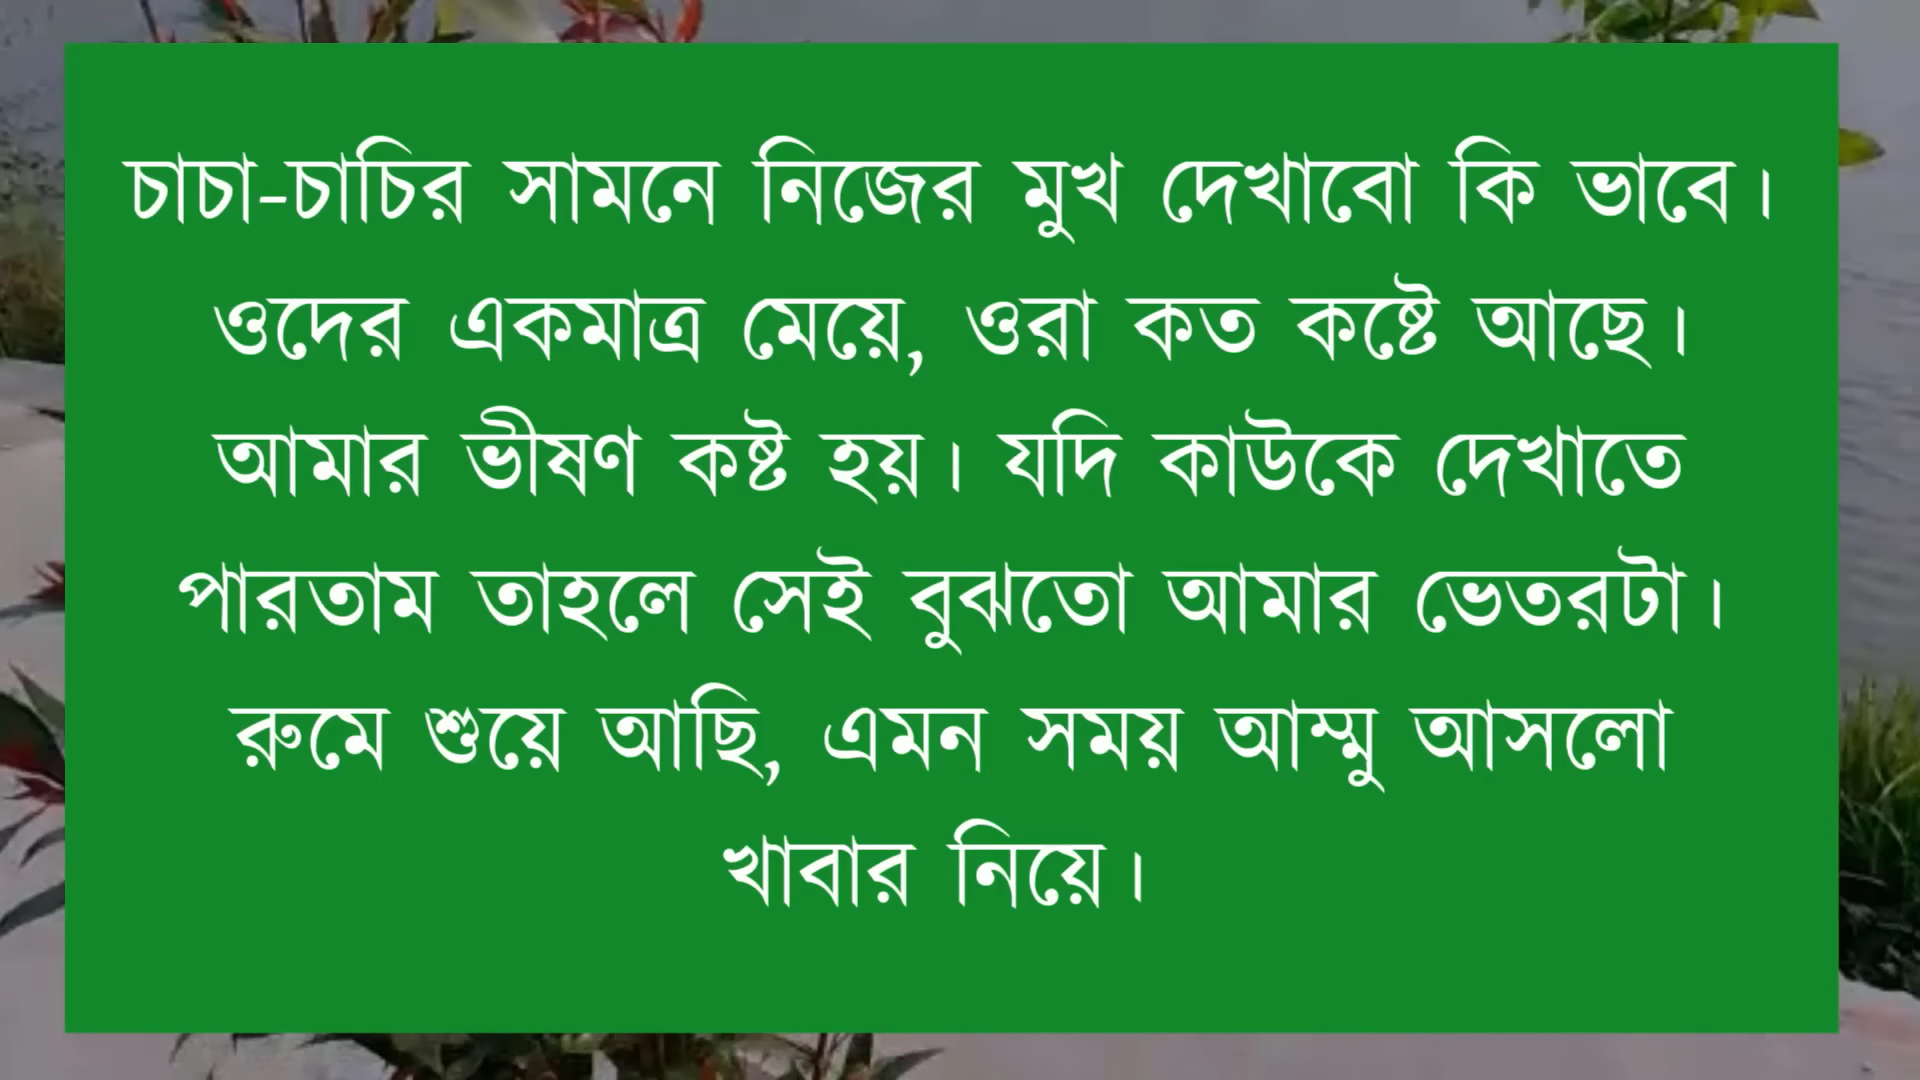 চাচা-চাচির সামনে নিজের মুখ দেখাবো কি ভাবে।
ওদের একমাত্র মেয়ে, ওরা কত কষ্টে আছে।
আমার ভীষণ কষ্ট হয়। যদি কাউকে দেখাতে
পারতাম তাহলে সেই বুঝতো আমার ভেতরটা।
রুমে শুয়ে আছি, এমন সময় আম্মু আসলো
খাবার নিয়ে।